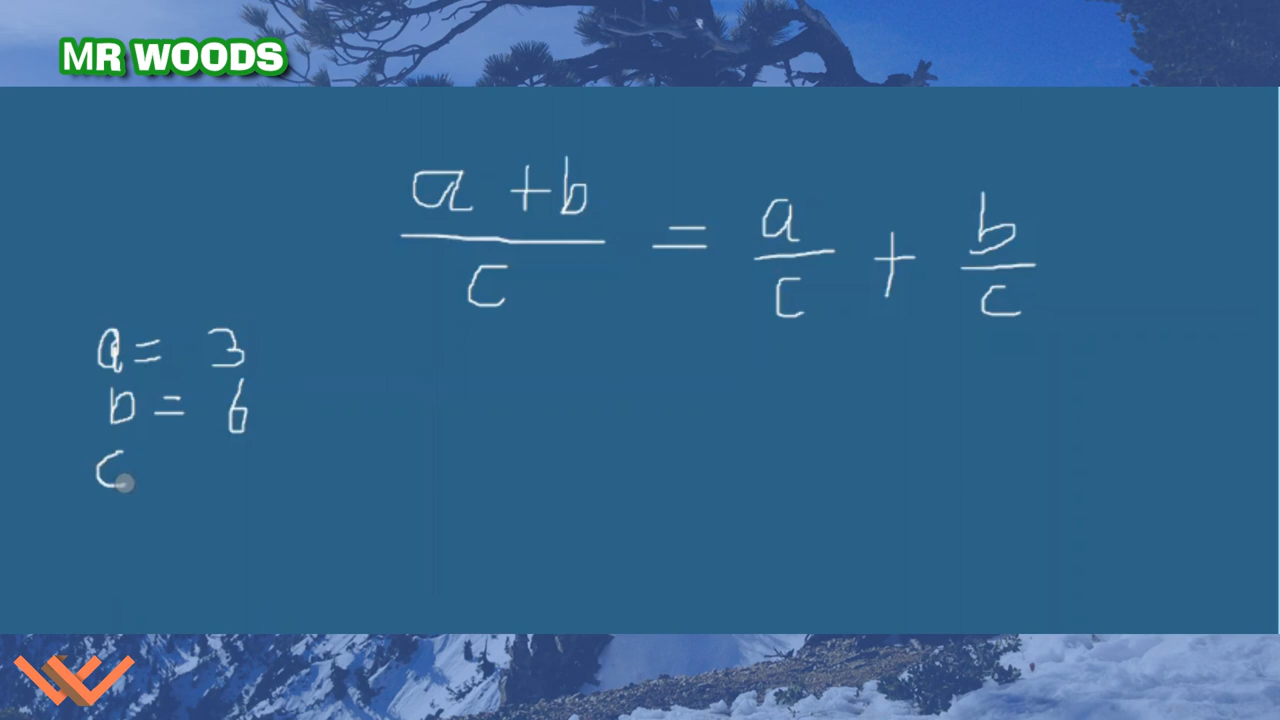 MR WOODS
a + b / c = a / c + b / c
a = 3
b = 6
c